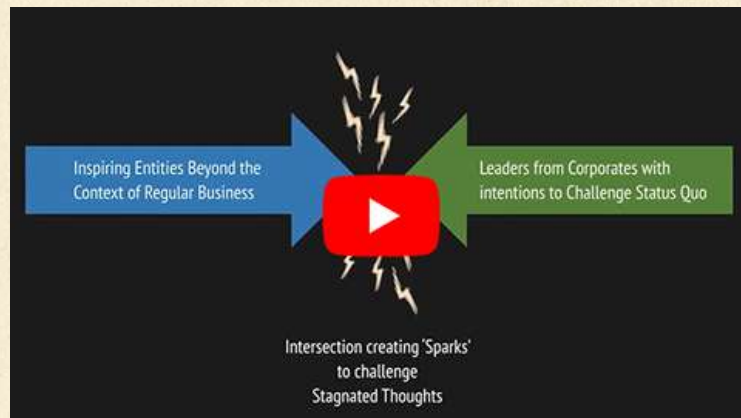 Inspiring Entities Beyond the
Context of Regular Business
Leaders from Corporates with
intentions to Challenge Status Quo
Intersection creating 'Sparks'
to challenge
Stagnated Thoughts